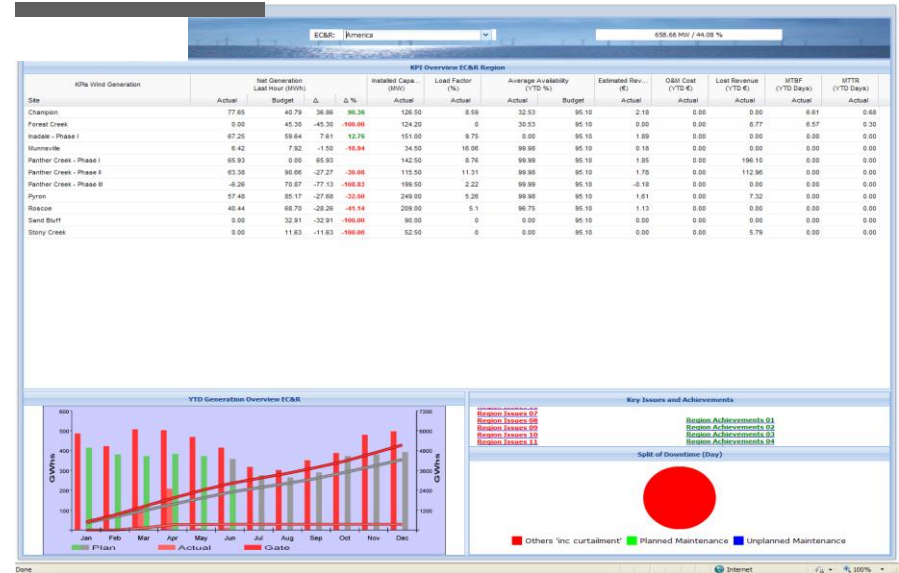 EC&R: America 658.66 MW / 44.08 %
KPI Overview EC&R Region
KPIs Wind Generation Net Generation Last Hour (MWh) Installed Capa... (MW) Load Factor (%) Average Availability (YTD %) Estimated Rev... (€) O&M Cost (YTD €) Lost Revenue (YTD €) MTBF (YTD Days) MTTR (YTD Days)
Site Actual Budget Δ Δ % Actual Actual Actual Budget Actual Actual Actual Actual Actual
Champion 77.65 40.79 36.86 90.36 126.50 8.59 32.53 95.10 2.18 0.00 0.00 6.61 0.68
Forest Creek 0.00 45.30 -45.30 -100.00 124.20 0 30.53 95.10 0.00 0.00 8.77 6.57 0.30
Inadale - Phase I 67.25 59.64 7.61 12.76 151.00 9.75 0.00 95.10 1.89 0.00 0.00 0.00 0.00
Munnsville 6.42 7.92 -1.50 -18.94 34.50 16.06 99.98 95.10 0.18 0.00 0.00 0.00 0.00
Panther Creek - Phase I 65.93 0.00 65.93 142.50 8.76 99.99 95.10 1.85 0.00 196.10 0.00 0.00
Panther Creek - Phase II 63.38 90.66 -27.27 -30.08 115.50 11.31 99.98 95.10 1.78 0.00 112.96 0.00 0.00
Panther Creek - Phase III -6.26 70.87 -77.13 -108.83 199.50 2.22 99.99 95.10 -0.18 0.00 0.00 0.00 0.00
Pyron 57.48 85.17 -27.68 -32.50 249.00 5.26 99.98 95.10 1.61 0.00 7.32 0.00 0.00
Roscoe 40.44 68.70 -28.26 -41.14 209.00 5.1 96.75 95.10 1.13 0.00 0.00 0.00 0.00
Sand Bluff 0.00 32.91 -32.91 -100.00 90.00 0 0.00 95.10 0.00 0.00 0.00 0.00 0.00
Stony Creek 0.00 11.63 -11.63 -100.00 52.50 0 0.00 95.10 0.00 0.00 5.79 0.00 0.00
YTD Generation Overview EC&R
600 7200
500 6000
400 4800
300 3600
200 2400
100 1200
GWhs GWhs
Jan Feb Mar Apr May Jun Jul Aug Sep Oct Nov Dec
Plan Actual Gate
Key Issues and Achievements
Region Issues 07
Region Issues 08 Region Achievements 01
Region Issues 09 Region Achievements 02
Region Issues 10 Region Achievements 03
Region Issues 11 Region Achievements 04
Split of Downtime (Day)
Others 'inc curtailment' Planned Maintenance Unplanned Maintenance
Done Internet 100%